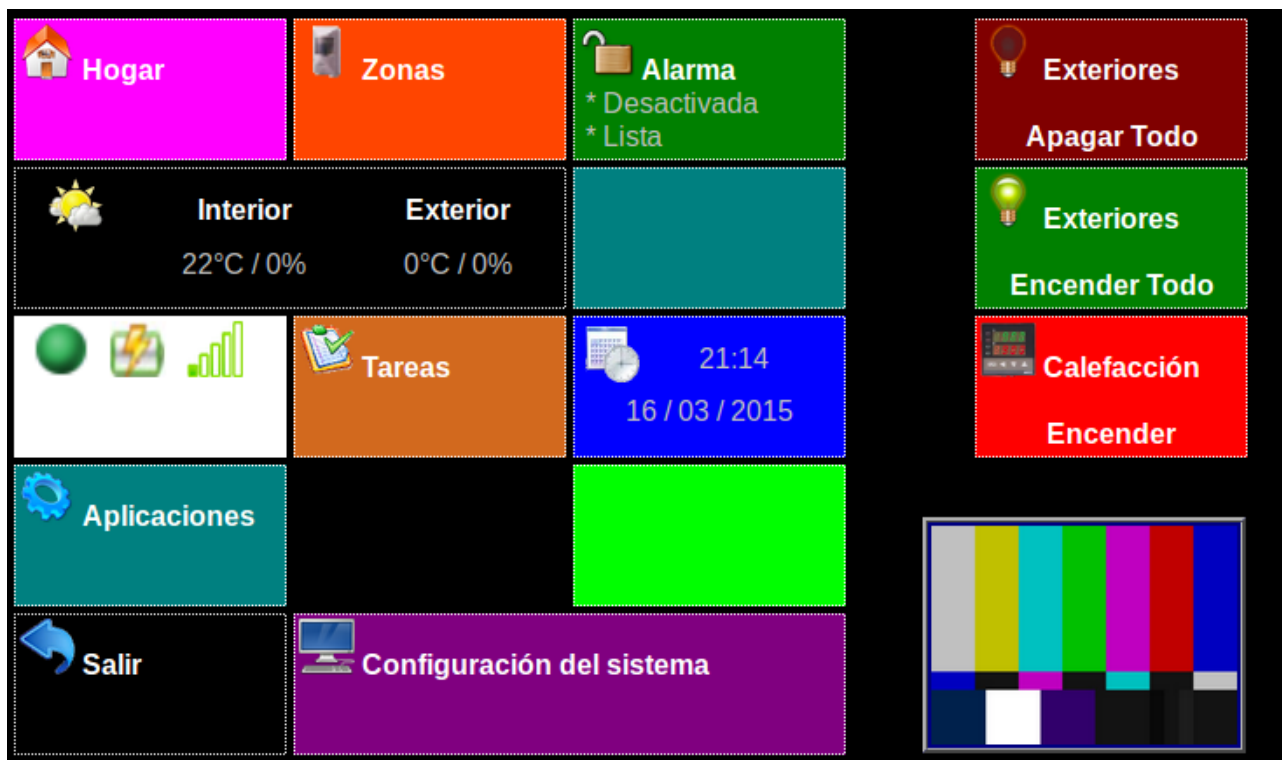 Hogar
Zonas
Alarma
* Desactivada
* Lista
Exteriores
Apagar Todo
Interior
Exterior
22°C / 0%
0°C / 0%
Exteriores
Encender Todo
Tareas
21:14
16 / 03 / 2015
Calefacción
Encender
Aplicaciones
Salir
Configuración del sistema